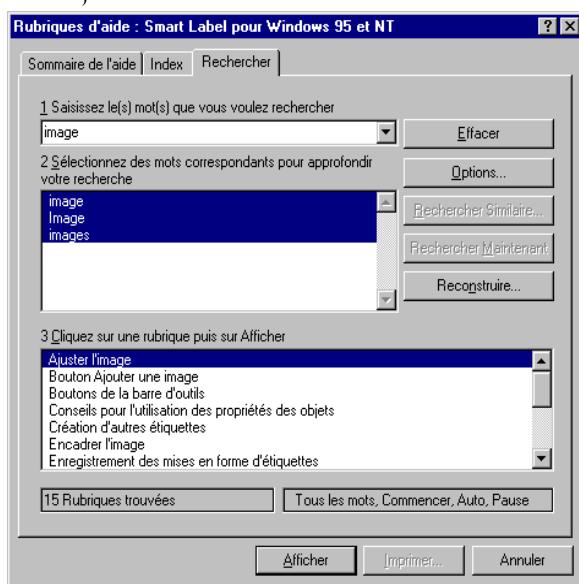 Rubriques d'aide : Smart Label pour Windows 95 et NT
Sommaire de l'aide Index Rechercher
1 Saisissez le(s) mot(s) que vous voulez rechercher
image
Effacer
2 Sélectionnez des mots correspondants pour approfondir
votre recherche
Options...
image
Image
images
Rechercher Similaire...
Rechercher Maintenant
Reconstruire...
3 Cliquez sur une rubrique puis sur Afficher
Ajuster l'image
Bouton Ajouter une image
Boutons de la barre d'outils
Conseils pour l'utilisation des propriétés des objets
Création d'autres étiquettes
Encadrer l'image
Enregistrement des mises en forme d'étiquettes
15 Rubriques trouvées
Tous les mots, Commencer, Auto, Pause
Afficher Imprimer... Annuler